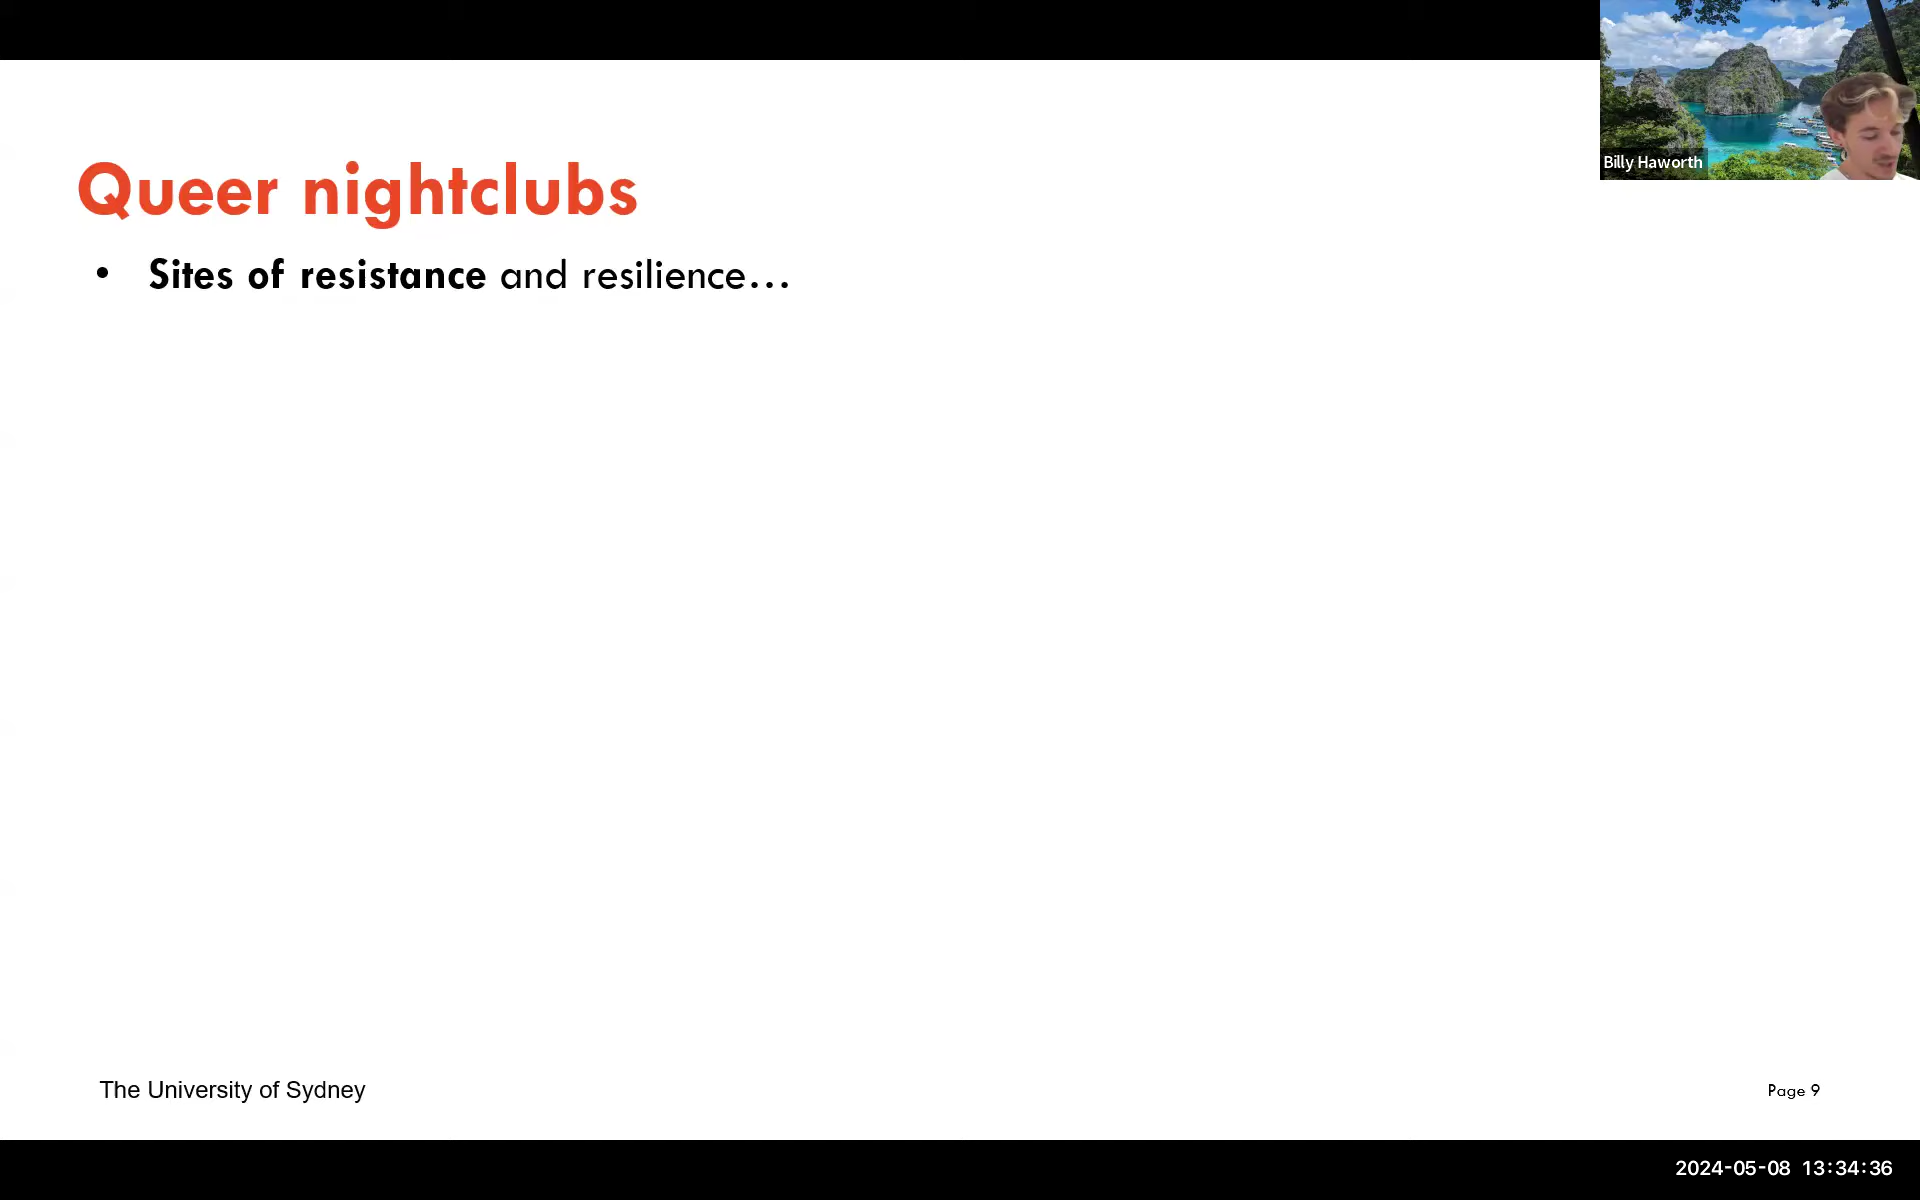 Billy Haworth
Queer nightclubs
• Sites of resistance and resilience...
The University of Sydney
Page 9
2024-05-08 13:34:36